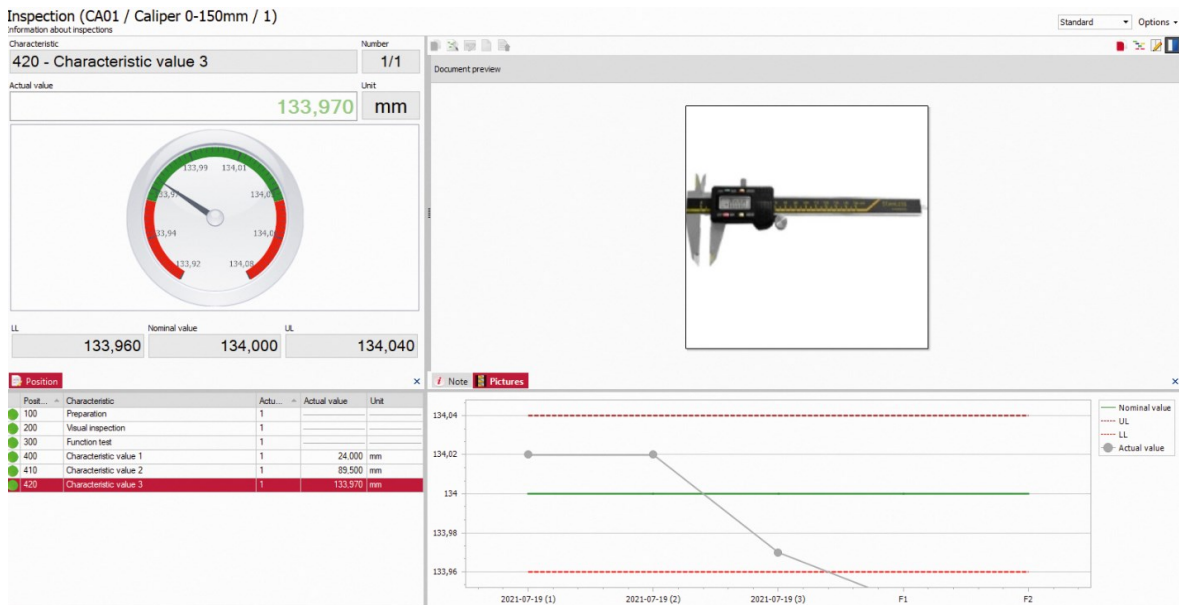 Inspection (CA01 / Caliper 0-150mm / 1)
Information about inspections
Standard
Options
Characteristic
Number
420 - Characteristic value 3
1/1
Actual value
Unit
133,970
mm
133,99
134,01
133,97
133,94
133,92
134,08
LL
Nominal value
UL
133,960
134,000
134,040
Document preview
Position
Note
Pictures
Posit...
Characteristic
Actu...
Actual value
Unit
100 Preparation 1
200 Visual inspection 1
300 Function test 1
400 Characteristic value 1 1 24,000 mm
410 Characteristic value 2 1 89,500 mm
420 Characteristic value 3 1 133,970 mm
134,04
134,02
134
133,98
133,96
2021-07-19 (1)
2021-07-19 (2)
2021-07-19 (3)
F1
F2
Nominal value
UL
LL
Actual value